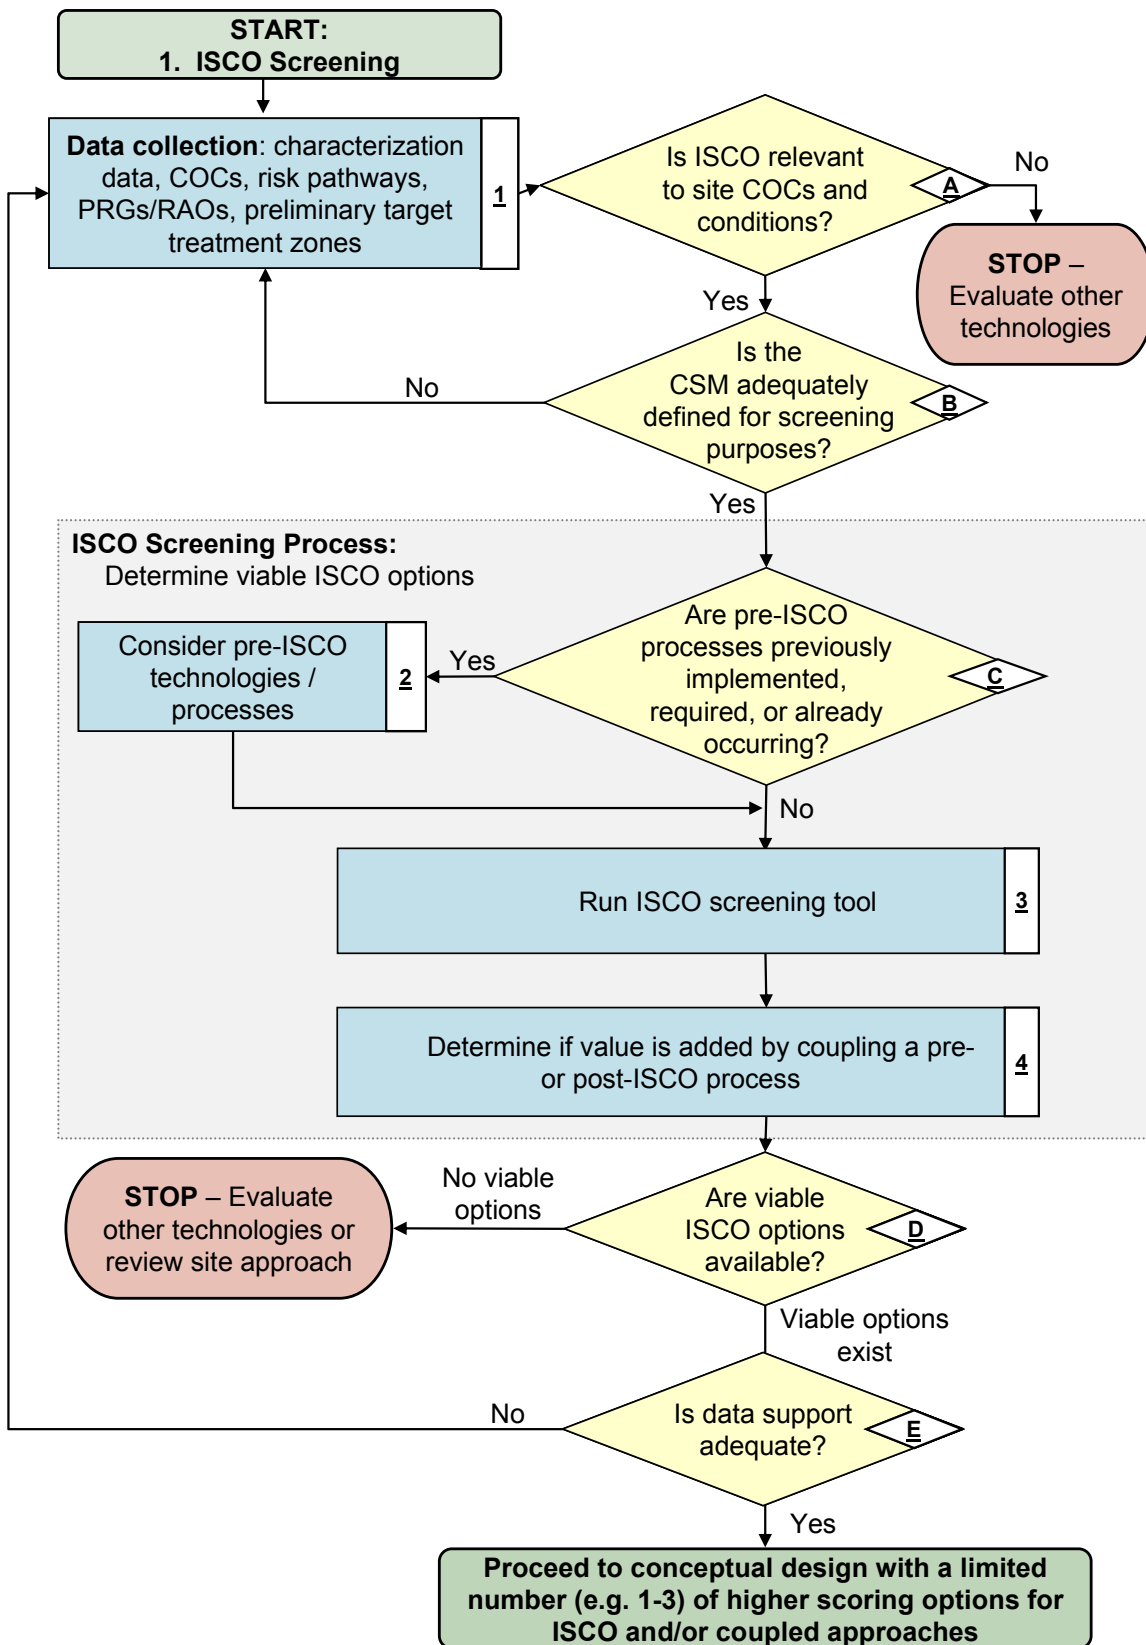 START:
1. ISCO Screening
Data collection: characterization
data, COCs, risk pathways,
PRGs/RAOs, preliminary target
treatment zones
1
Is ISCO relevant
to site COCs and
conditions?
A
No
STOP –
Evaluate other
technologies
Yes
Is the
CSM adequately
defined for screening
purposes?
B
No
Yes
ISCO Screening Process:
Determine viable ISCO options
Are pre-ISCO
processes previously
implemented,
required, or already
occurring?
C
Yes
Consider pre-ISCO
technologies /
processes
2
No
Run ISCO screening tool
3
Determine if value is added by coupling a pre-
or post-ISCO process
4
Are viable
ISCO options
available?
D
No viable
options
STOP – Evaluate
other technologies or
review site approach
Viable options
exist
Is data support
adequate?
E
No
Yes
Proceed to conceptual design with a limited
number (e.g. 1-3) of higher scoring options for
ISCO and/or coupled approaches